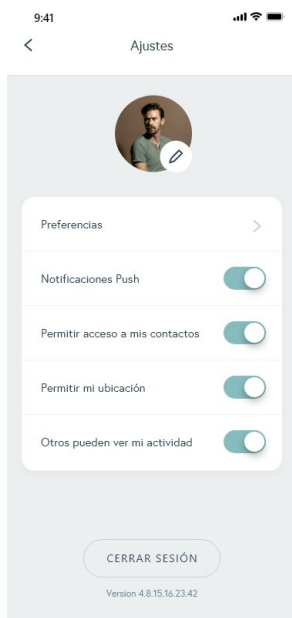 9:41
Ajustes
Preferencias
Notificaciones Push
Permitir acceso a mis contactos
Permitir mi ubicación
Otros pueden ver mi actividad
CERRAR SESIÓN
Version 4.8.15.16.23.42